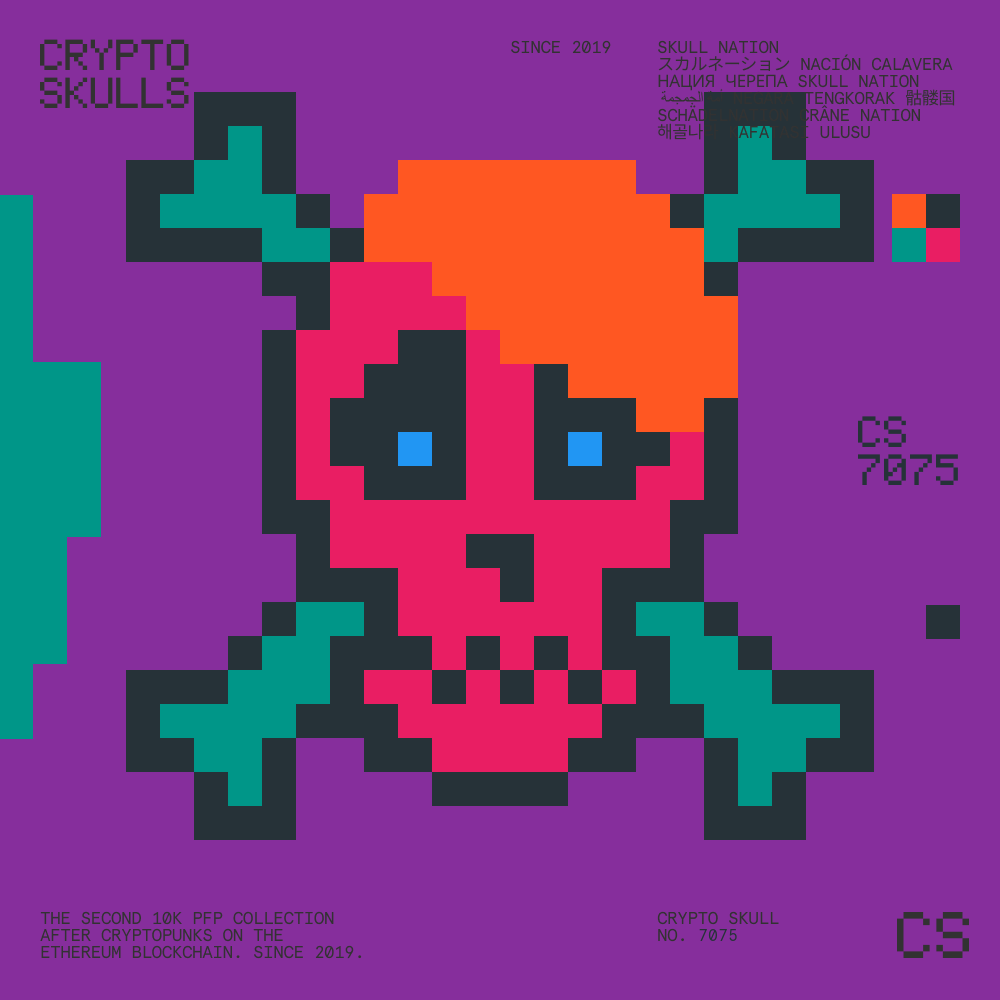 CRYPTO
SKULLS
SINCE 2019
SKULL NATION
スカルネーション NACIÓN CALAVERA
НАЦИЯ ЧЕРЕПА SKULL NATION
TENGKORAK 骷髅国
CRÂNE NATION
해골나 ULUSU
CS
7075
THE SECOND 10K PFP COLLECTION
AFTER CRYPTOPUNKS ON THE
ETHEREUM BLOCKCHAIN. SINCE 2019.
CRYPTO SKULL
NO. 7075
CS